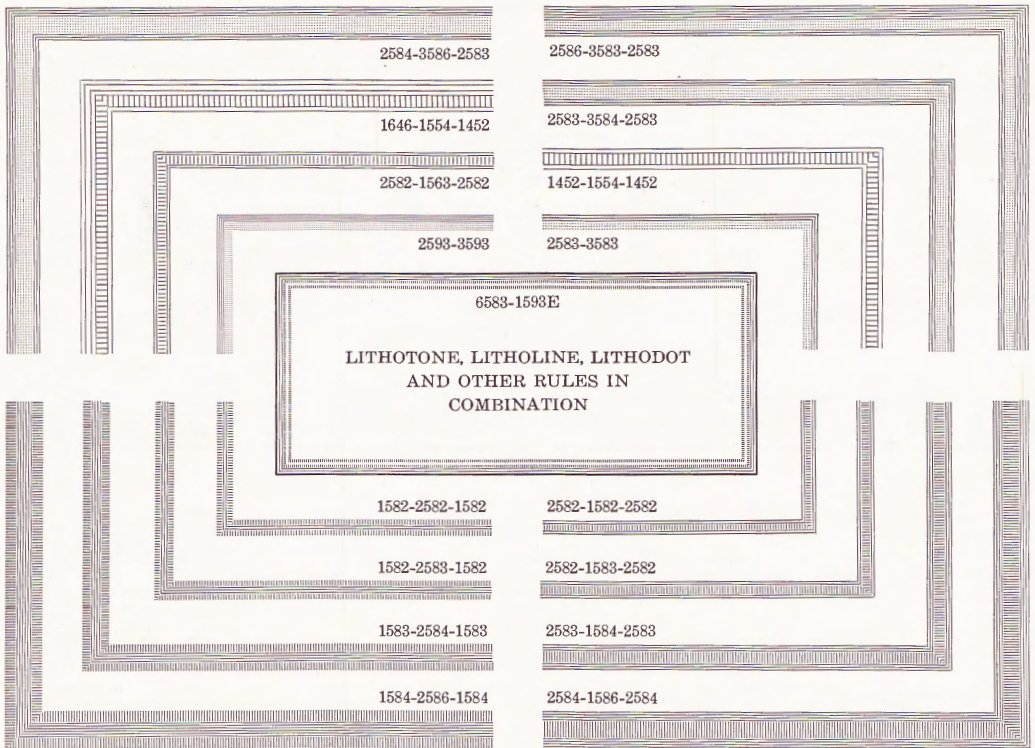 2584-3586-2583 2586-3583-2583
1646-1554-1452 2583-3584-2583
2582-1563-2582 1452-1554-1452
2593-3593 2583-3583
6583-1593E
LITHOTONE, LITHOLINE, LITHODOT
AND OTHER RULES IN
COMBINATION
1582-2582-1582 2582-1582-2582
1582-2583-1582 2582-1583-2582
1583-2584-1583 2583-1584-2583
1584-2586-1584 2584-1586-2584